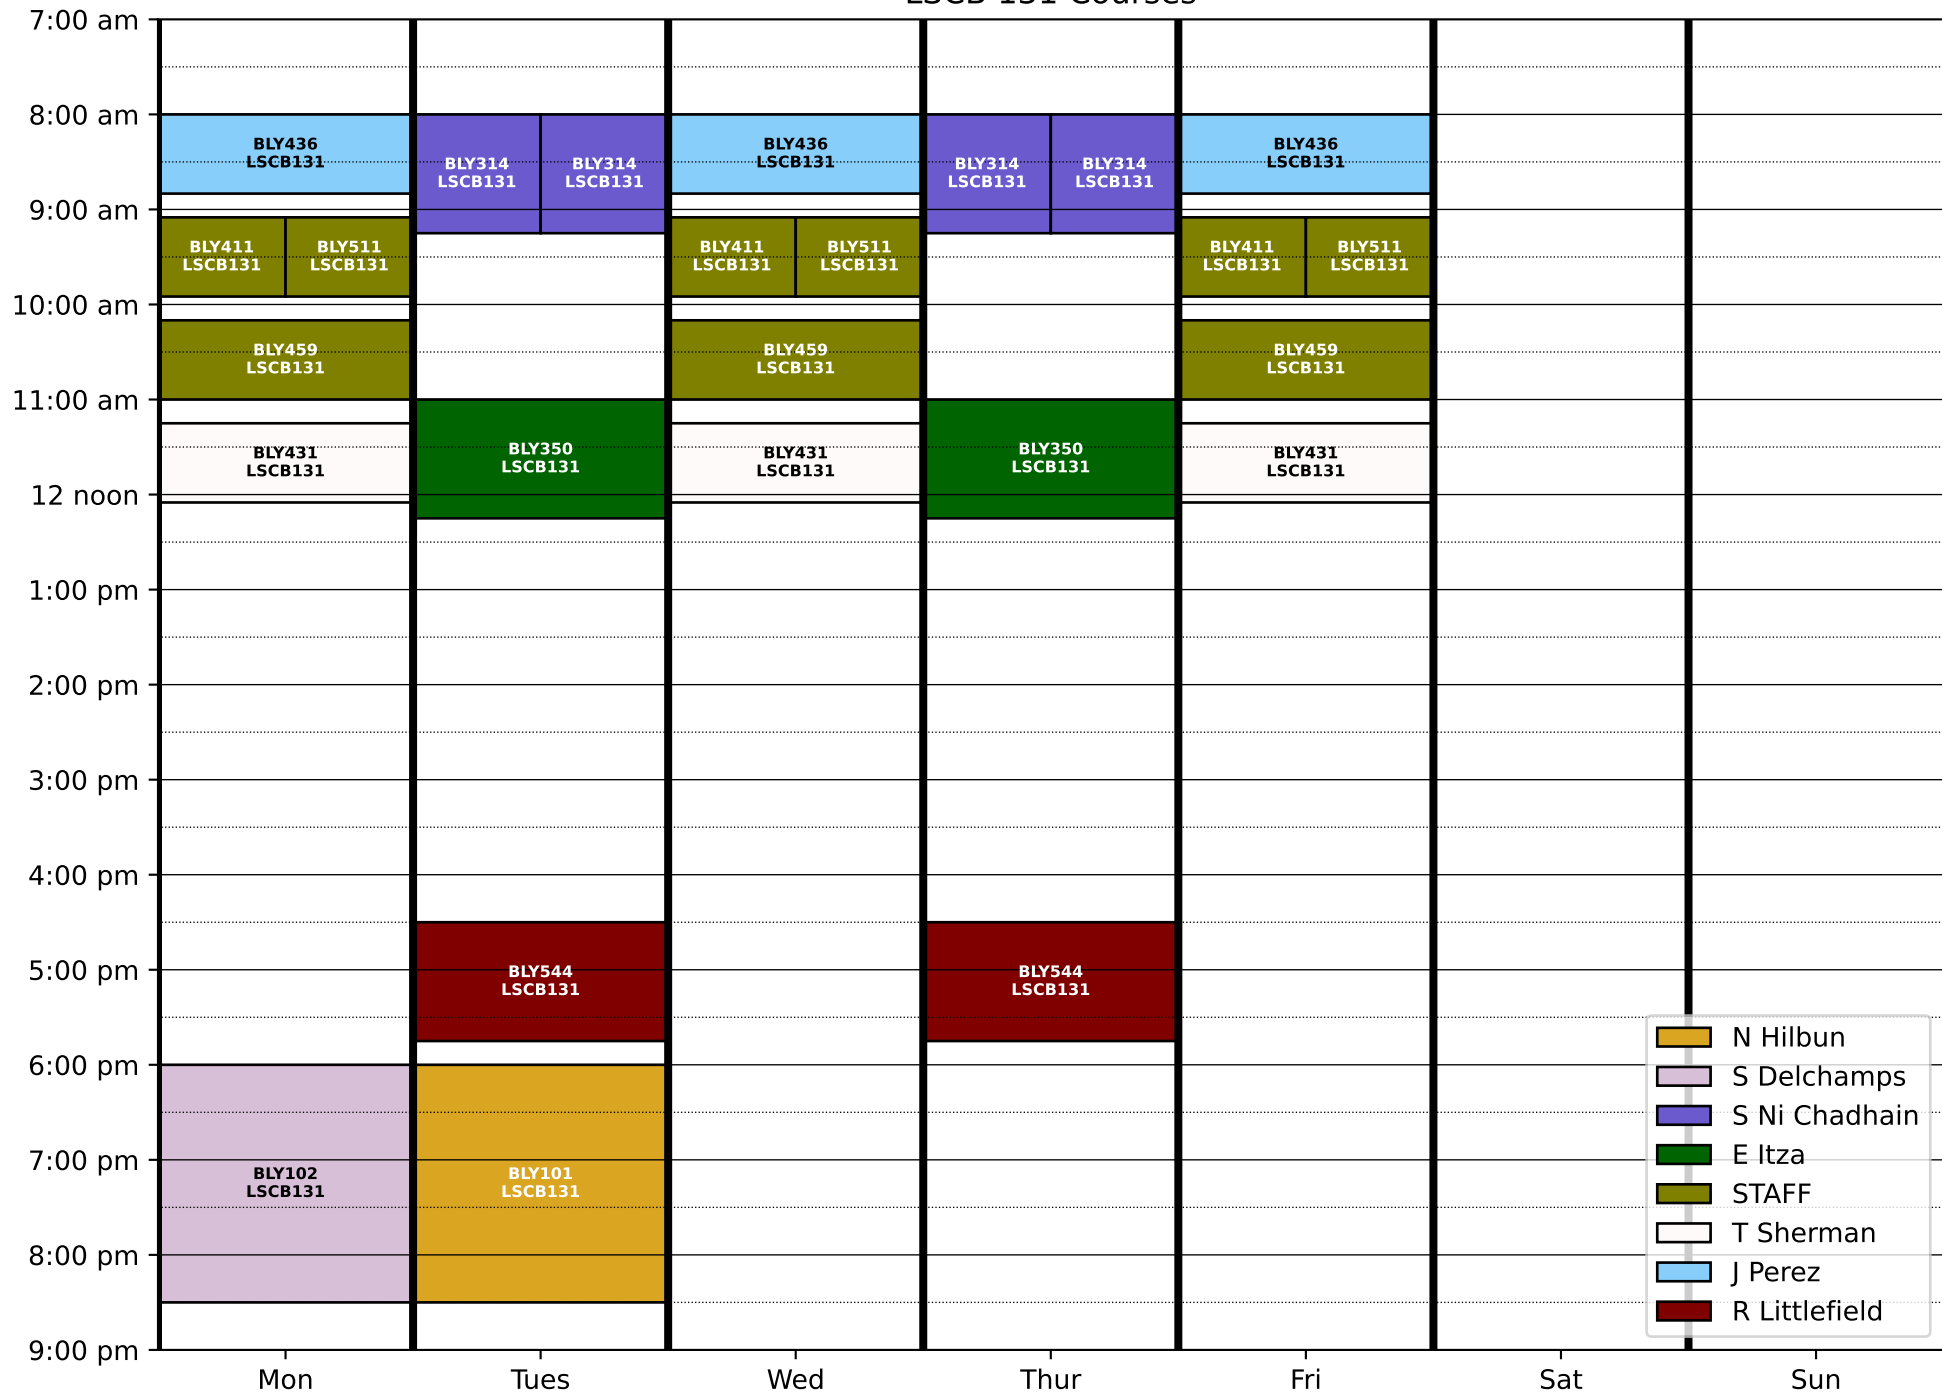 LSCB 131 Courses
7:00 am
8:00 am
9:00 am
10:00 am
11:00 am
12 noon
1:00 pm
2:00 pm
3:00 pm
4:00 pm
5:00 pm
6:00 pm
7:00 pm
8:00 pm
9:00 pm
BLY436
LSCB131
BLY411
LSCB131
BLY511
LSCB131
BLY459
LSCB131
BLY431
LSCB131
BLY102
LSCB131
BLY314
LSCB131
BLY314
LSCB131
BLY350
LSCB131
BLY544
LSCB131
BLY101
LSCB131
BLY436
LSCB131
BLY411
LSCB131
BLY511
LSCB131
BLY459
LSCB131
BLY431
LSCB131
BLY314
LSCB131
BLY314
LSCB131
BLY350
LSCB131
BLY544
LSCB131
BLY436
LSCB131
BLY411
LSCB131
BLY511
LSCB131
BLY459
LSCB131
BLY431
LSCB131
N Hilbun
S Delchamps
S Ni Chadhain
E Itza
STAFF
T Sherman
J Perez
R Littlefield
Mon
Tues
Wed
Thur
Fri
Sat
Sun